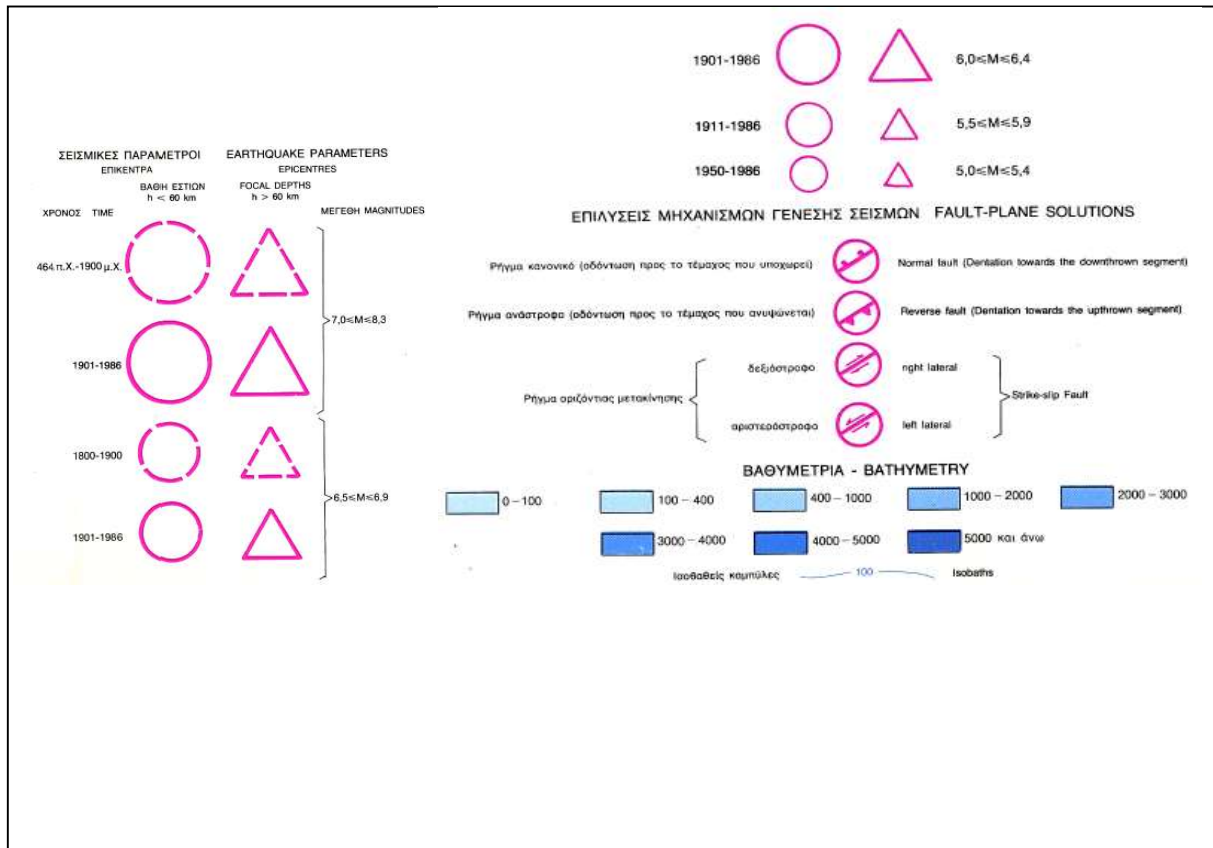 ΣΕΙΣΜΙΚΕΣ ΠΑΡΑΜΕΤΡΟΙ EARTHQUAKE PARAMETERS
ΕΠΙΚΕΝΤΡΑ EPICENTRES
ΒΑΘΗ ΕΣΤΙΩΝ FOCAL DEPTHS
h < 60 km h > 60 km
ΧΡΟΝΟΣ TIME ΜΕΓΕΘΗ MAGNITUDES
464 π.Χ.-1900 μ.Χ.
7,0≤M≤8,3
1901-1986
1800-1900
6,5≤M≤6,9
1901-1986
1901-1986 6,0≤M≤6,4
1911-1986 5,5≤M≤5,9
1950-1986 5,0≤M≤5,4
ΕΠΙΛΥΣΕΙΣ ΜΗΧΑΝΙΣΜΩΝ ΓΕΝΕΣΗΣ ΣΕΙΣΜΩΝ FAULT-PLANE SOLUTIONS
Ρήγμα κανονικό (οδόντωση προς το τέμαχος που υποχωρεί) Normal fault (Dentation towards the downthrown segment)
Ρήγμα ανάστροφα (οδόντωση προς το τέμαχος που ανυψώνεται) Reverse fault (Dentation towards the upthrown segment)
δεξιόστροφο right lateral
Ρήγμα οριζόντιας μετακίνησης Strike-slip Fault
αριστερόστροφο left lateral
ΒΑΘΥΜΕΤΡΙΑ - BATHYMETRY
0-100 100-400 400-1000 1000-2000 2000-3000
3000-4000 4000-5000 5000 και άνω
Ισοβαθείς καμπύλες 100 Isobaths